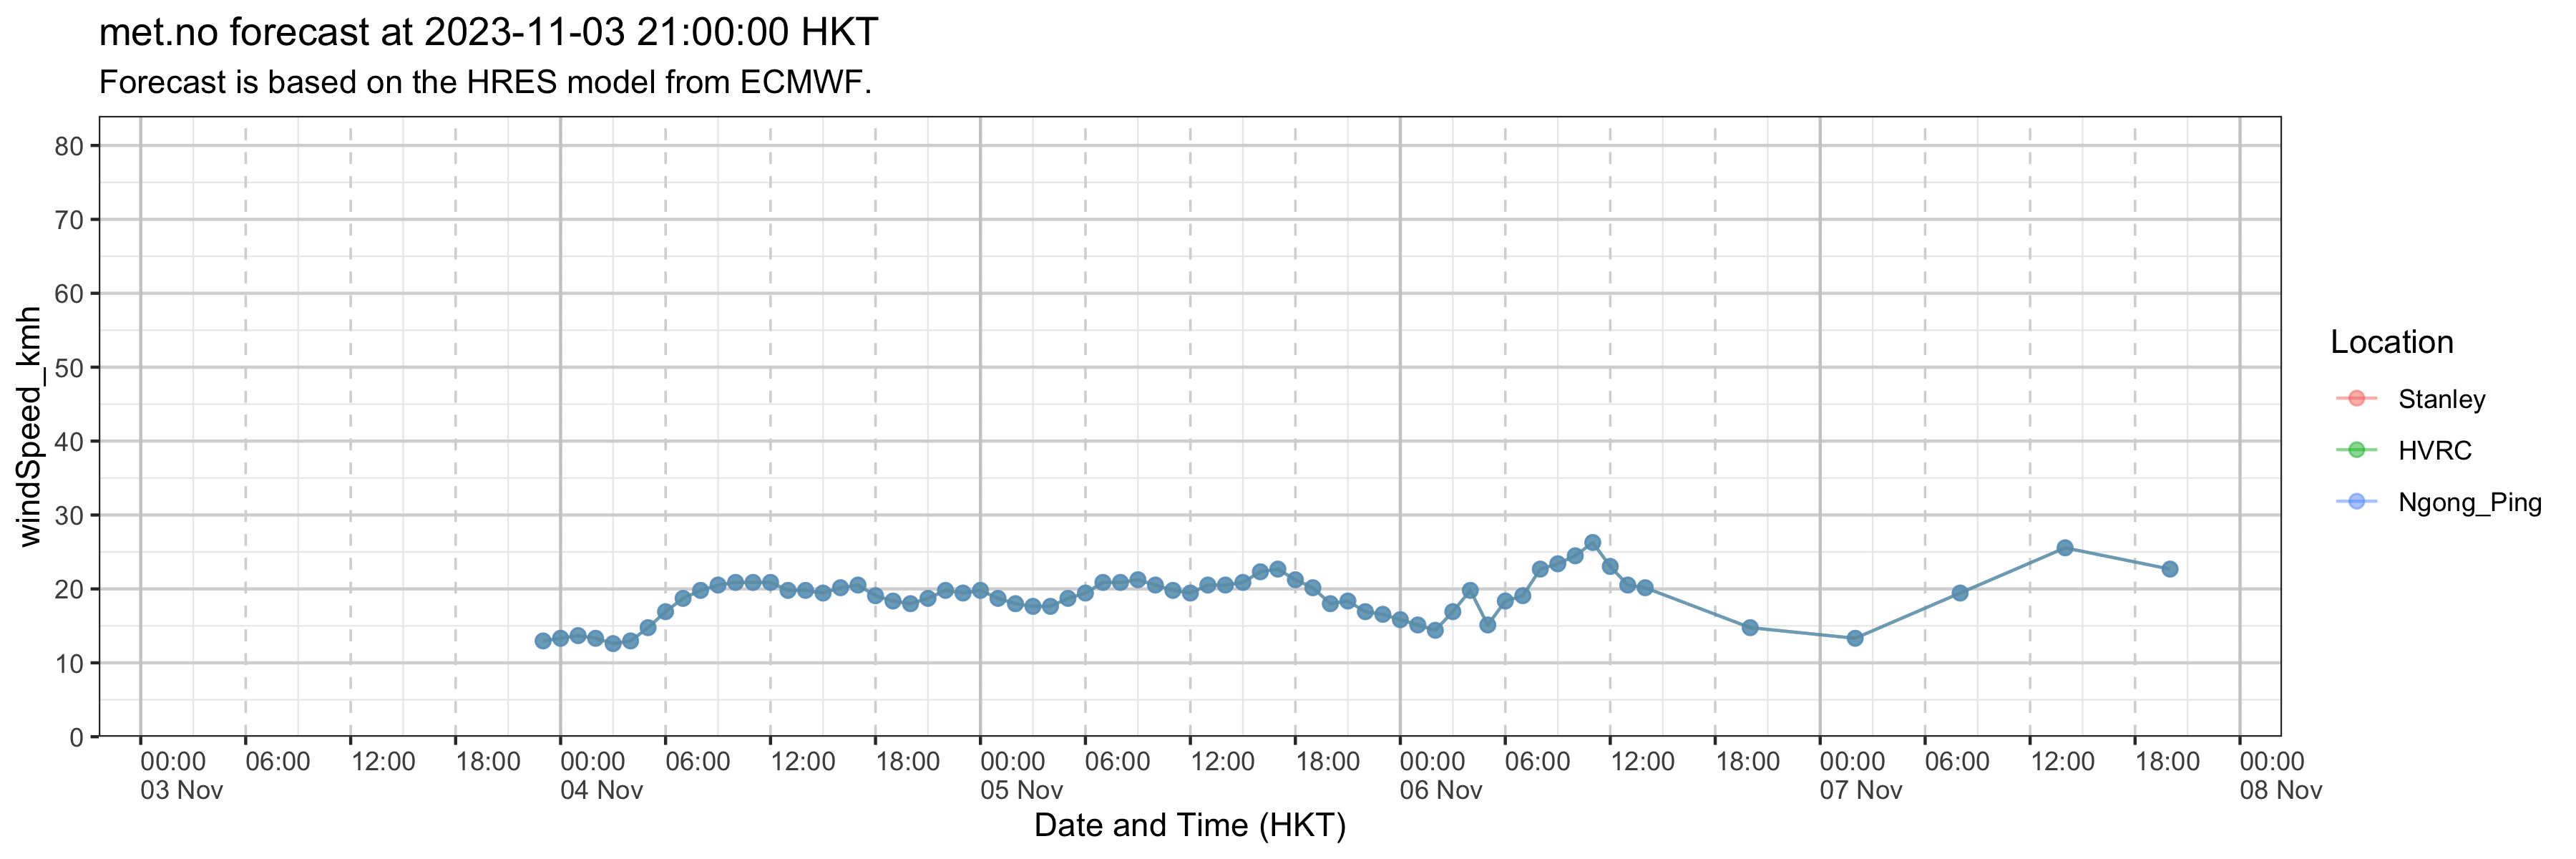 met.no forecast at 2023-11-03 21:00:00 HKT
Forecast is based on the HRES model from ECMWF.
windSpeed_kmh
80
70
60
50
40
30
20
10
0
00:00 06:00 12:00 18:00 00:00 06:00 12:00 18:00 00:00 06:00 12:00 18:00 00:00 06:00 12:00 18:00 00:00 06:00 12:00 18:00 00:00
03 Nov 04 Nov 05 Nov 06 Nov 07 Nov 08 Nov
Date and Time (HKT)
Location
Stanley
HVRC
Ngong_Ping